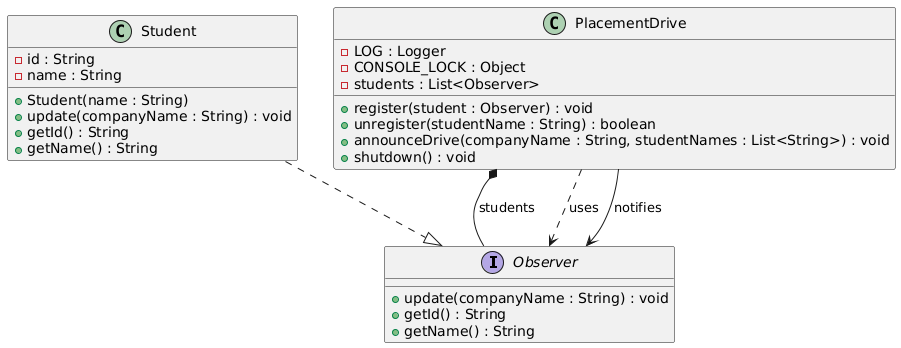 C Student
id : String
name : String
Student(name : String)
update(companyName : String) : void
getId() : String
getName() : String
C PlacementDrive
LOG : Logger
CONSOLE_LOCK : Object
students : List<Observer>
register(student : Observer) : void
unregister(studentName : String) : boolean
announceDrive(companyName : String, studentNames : List<String>) : void
shutdown() : void
students
uses
notifies
I Observer
update(companyName : String) : void
getId() : String
getName() : String